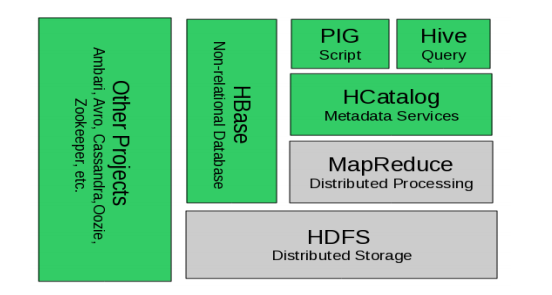 Other Projects
Ambari, Avro, Cassandra,Oozie,
Zookeeper, etc.
HBase
Non-relational Database
PIG
Script
Hive
Query
HCatalog
Metadata Services
MapReduce
Distributed Processing
HDFS
Distributed Storage